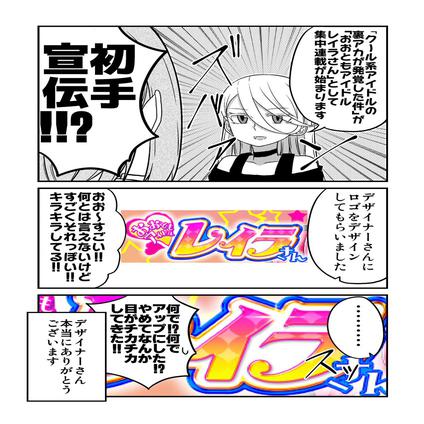 「クール系アイドルの
裏アカが発覚した件」が
「おおともアイドル
レイラさん」として
集中連載が始まります
初手
宣伝
!!?
デザイナーさんに
ロゴをデザイン
してもらいました
レイラさん
おお〜すごい!!
何とは言えないけど
すごくそれっぽい!!
キラキラしてる!!
…………
スッ…
イラさん
何で!?何で
アップにした!?
やめてなんか
目がチカチカ
してきた!!
デザイナーさん
本当にありがとう
ございます